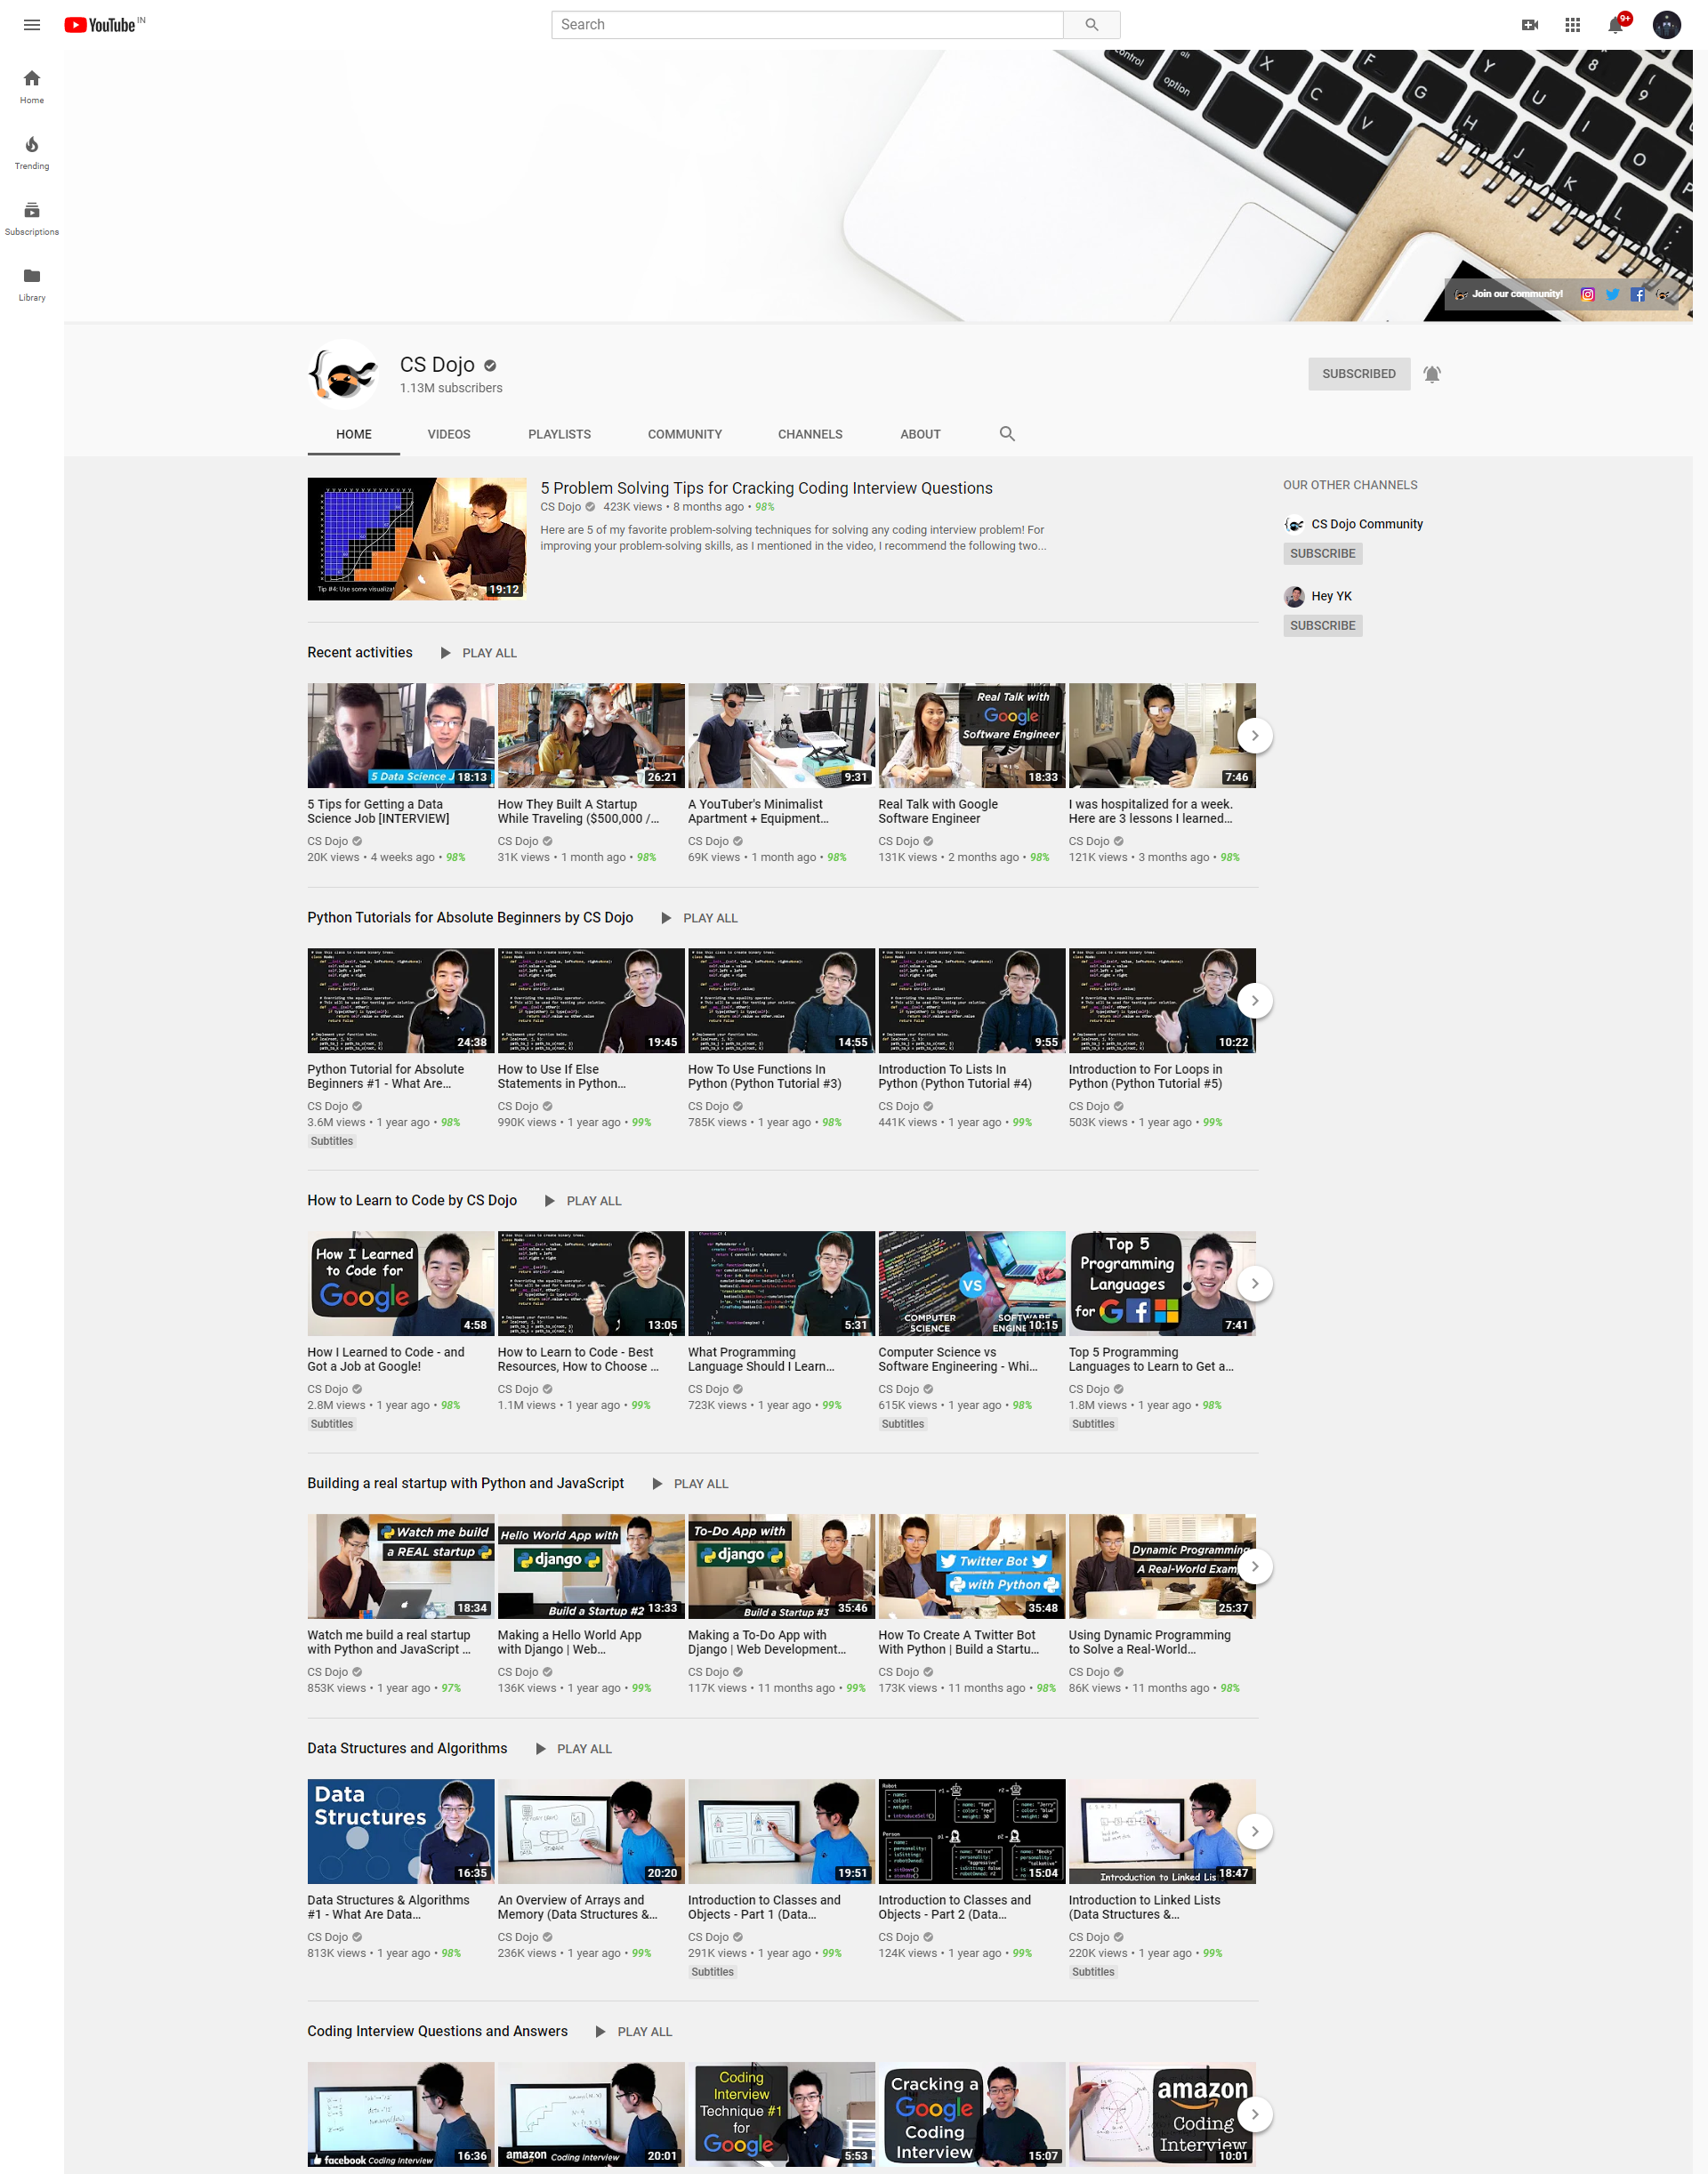 YouTube IN
Search
9+
Home
Trending
Subscriptions
Library
control
option
Join our community!
CS Dojo
1.13M subscribers
SUBSCRIBED
HOME VIDEOS PLAYLISTS COMMUNITY CHANNELS ABOUT
Tip #4: Use some visualiza
19:12
5 Problem Solving Tips for Cracking Coding Interview Questions
CS Dojo 423K views • 8 months ago • 98%
Here are 5 of my favorite problem-solving techniques for solving any coding interview problem! For
improving your problem-solving skills, as I mentioned in the video, I recommend the following two...
OUR OTHER CHANNELS
CS Dojo Community
SUBSCRIBE
Hey YK
SUBSCRIBE
Recent activities PLAY ALL
5 Data Science J 18:13
26:21
9:31
Real Talk with
Google
Software Engineer
18:33
7:46
5 Tips for Getting a Data
Science Job [INTERVIEW]
CS Dojo
20K views • 4 weeks ago • 98%
How They Built A Startup
While Traveling ($500,000 /...
CS Dojo
31K views • 1 month ago • 98%
A YouTuber's Minimalist
Apartment + Equipment...
CS Dojo
69K views • 1 month ago • 98%
Real Talk with Google
Software Engineer
CS Dojo
131K views • 2 months ago • 98%
I was hospitalized for a week.
Here are 3 lessons I learned...
CS Dojo
121K views • 3 months ago • 98%
Python Tutorials for Absolute Beginners by CS Dojo PLAY ALL
24:38
19:45
14:55
9:55
10:22
Python Tutorial for Absolute
Beginners #1 - What Are...
CS Dojo
3.6M views • 1 year ago • 98%
Subtitles
How to Use If Else
Statements in Python...
CS Dojo
990K views • 1 year ago • 99%
How To Use Functions In
Python (Python Tutorial #3)
CS Dojo
785K views • 1 year ago • 98%
Introduction To Lists In
Python (Python Tutorial #4)
CS Dojo
441K views • 1 year ago • 99%
Introduction to For Loops in
Python (Python Tutorial #5)
CS Dojo
503K views • 1 year ago • 99%
How to Learn to Code by CS Dojo PLAY ALL
How I Learned
to Code for
Google
4:58
13:05
5:31
VS
COMPUTER
SCIENCE
SOFTWARE
ENGINE 10:15
Top 5
Programming
Languages
for
7:41
How I Learned to Code - and
Got a Job at Google!
CS Dojo
2.8M views • 1 year ago • 98%
Subtitles
How to Learn to Code - Best
Resources, How to Choose ...
CS Dojo
1.1M views • 1 year ago • 99%
What Programming
Language Should I Learn...
CS Dojo
723K views • 1 year ago • 99%
Computer Science vs
Software Engineering - Whi...
CS Dojo
615K views • 1 year ago • 98%
Subtitles
Top 5 Programming
Languages to Learn to Get a...
CS Dojo
1.8M views • 1 year ago • 98%
Subtitles
Building a real startup with Python and JavaScript PLAY ALL
Watch me build
a REAL startup
18:34
Hello World App with
django
Build a Startup #2 13:33
To-Do App with
django
Build a Startup #3
35:46
Twitter Bot
with Python
35:48
Dynamic Programming
A Real-World Exam
25:37
Watch me build a real startup
with Python and JavaScript ...
CS Dojo
853K views • 1 year ago • 97%
Making a Hello World App
with Django | Web...
CS Dojo
136K views • 1 year ago • 99%
Making a To-Do App with
Django | Web Development...
CS Dojo
117K views • 11 months ago • 99%
How To Create A Twitter Bot
With Python | Build a Startu...
CS Dojo
173K views • 11 months ago • 98%
Using Dynamic Programming
to Solve a Real-World...
CS Dojo
86K views • 11 months ago • 98%
Data Structures and Algorithms PLAY ALL
Data
Structures
16:35
20:20
19:51
15:04
Introduction to Linked Lis 18:47
Data Structures & Algorithms
#1 - What Are Data...
CS Dojo
813K views • 1 year ago • 98%
An Overview of Arrays and
Memory (Data Structures &...
CS Dojo
236K views • 1 year ago • 99%
Introduction to Classes and
Objects - Part 1 (Data...
CS Dojo
291K views • 1 year ago • 99%
Subtitles
Introduction to Classes and
Objects - Part 2 (Data...
CS Dojo
124K views • 1 year ago • 99%
Introduction to Linked Lists
(Data Structures &...
CS Dojo
220K views • 1 year ago • 99%
Subtitles
Coding Interview Questions and Answers PLAY ALL
facebook Coding Interview 16:36
amazon Coding Interview 20:01
Coding
Interview
Technique #1
for
Google
5:53
Cracking a
Google
Coding
Interview
15:07
amazon
Coding
Interview
10:01